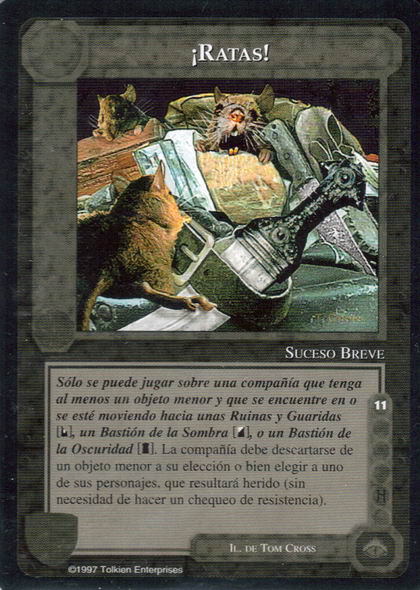 ¡Ratas!
Suceso Breve
Sólo se puede jugar sobre una compañía que tenga
al menos un objeto menor y que se encuentre en o
se esté moviendo hacia unas Ruinas y Guaridas
[], un Bastión de la Sombra [], o un Bastión de
la Oscuridad []. La compañía debe descartarse de
un objeto menor a su elección o bien elegir a uno
de sus personajes, que resultará herido (sin
necesidad de hacer un chequeo de resistencia).
11
Il. de Tom Cross
©1997 Tolkien Enterprises